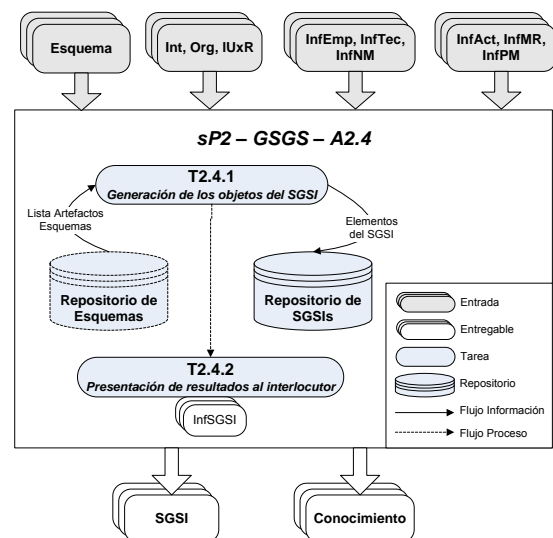 Esquema
Int, Org, IUxR
InfEmp, InfTec,
InfNM
InfAct, InfMR,
InfPM
sP2 – GSGS – A2.4
T2.4.1
Generación de los objetos del SGSI
Lista Artefactos
Esquemas
Elementos
del SGSI
Repositorio de
Esquemas
Repositorio de
SGSIs
T2.4.2
Presentación de resultados al interlocutor
InfSGSI
Entrada
Entregable
Tarea
Repositorio
Flujo Información
Flujo Proceso
SGSI
Conocimiento